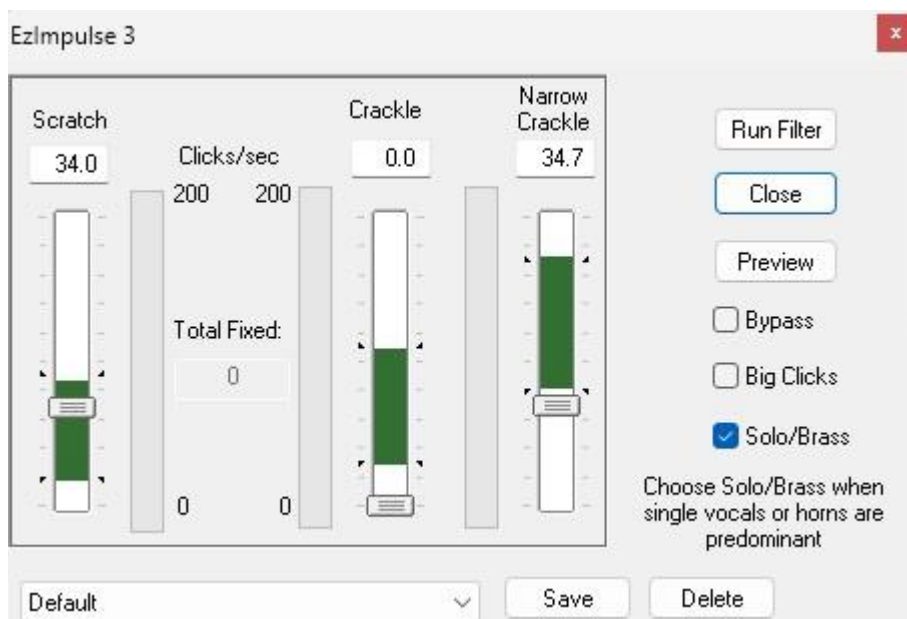 EzImpulse 3
x
Scratch
34.0
Clicks/sec
200 200
Total Fixed:
0
0 0
Crackle
0.0
Narrow
Crackle
34.7
Run Filter
Close
Preview
Bypass
Big Clicks
Solo/Brass
Choose Solo/Brass when
single vocals or horns are
predominant
Default
Save
Delete